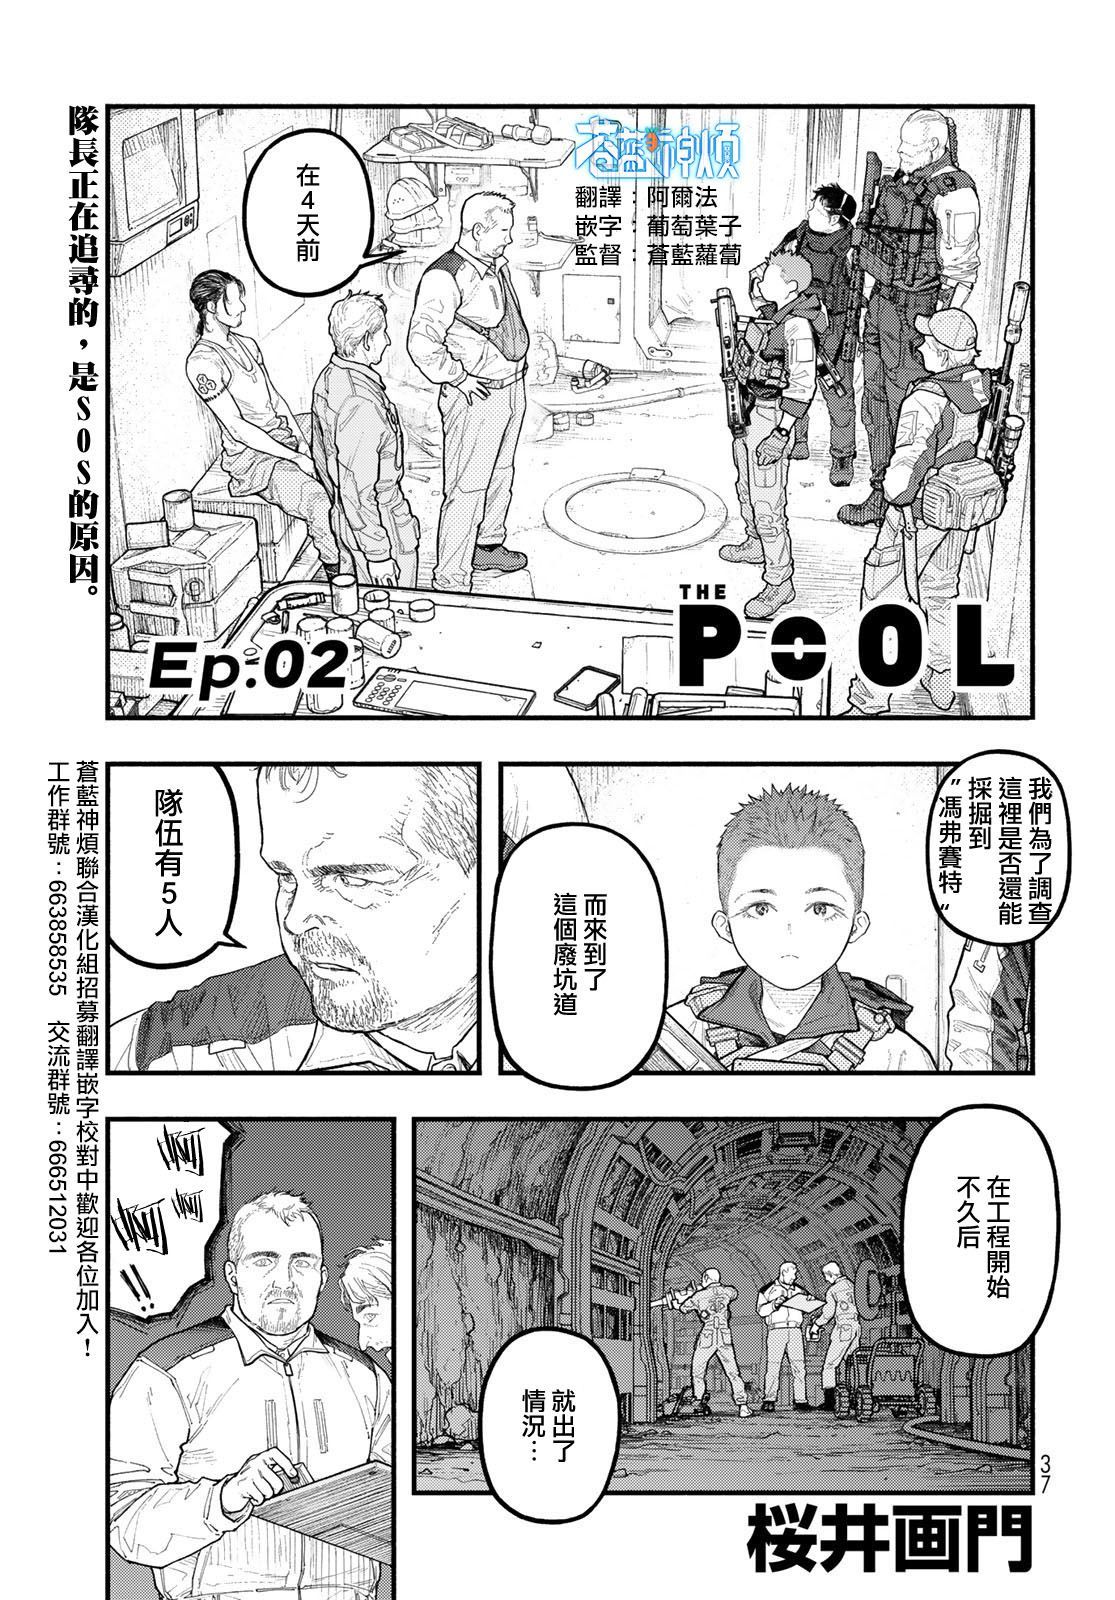 隊長正在追尋的，是SOS的原因。
蒼藍神煩
翻譯：阿爾法
嵌字：葡萄葉子
監督：蒼藍蘿蔔
在4天前
THE
POOL
Ep.02
我們為了調查
這裡是否還能
採掘到
"馮弗賽特"
而來到了
這個廢坑道
隊伍有5人
在工程開始
不久后
就出了
情況…
啊啊
啊啊
!!
蒼藍神煩聯合漢化組招募翻譯嵌字校對中歡迎各位加入！
工作群號：663858535 交流群號：666512031
37
桜井画門